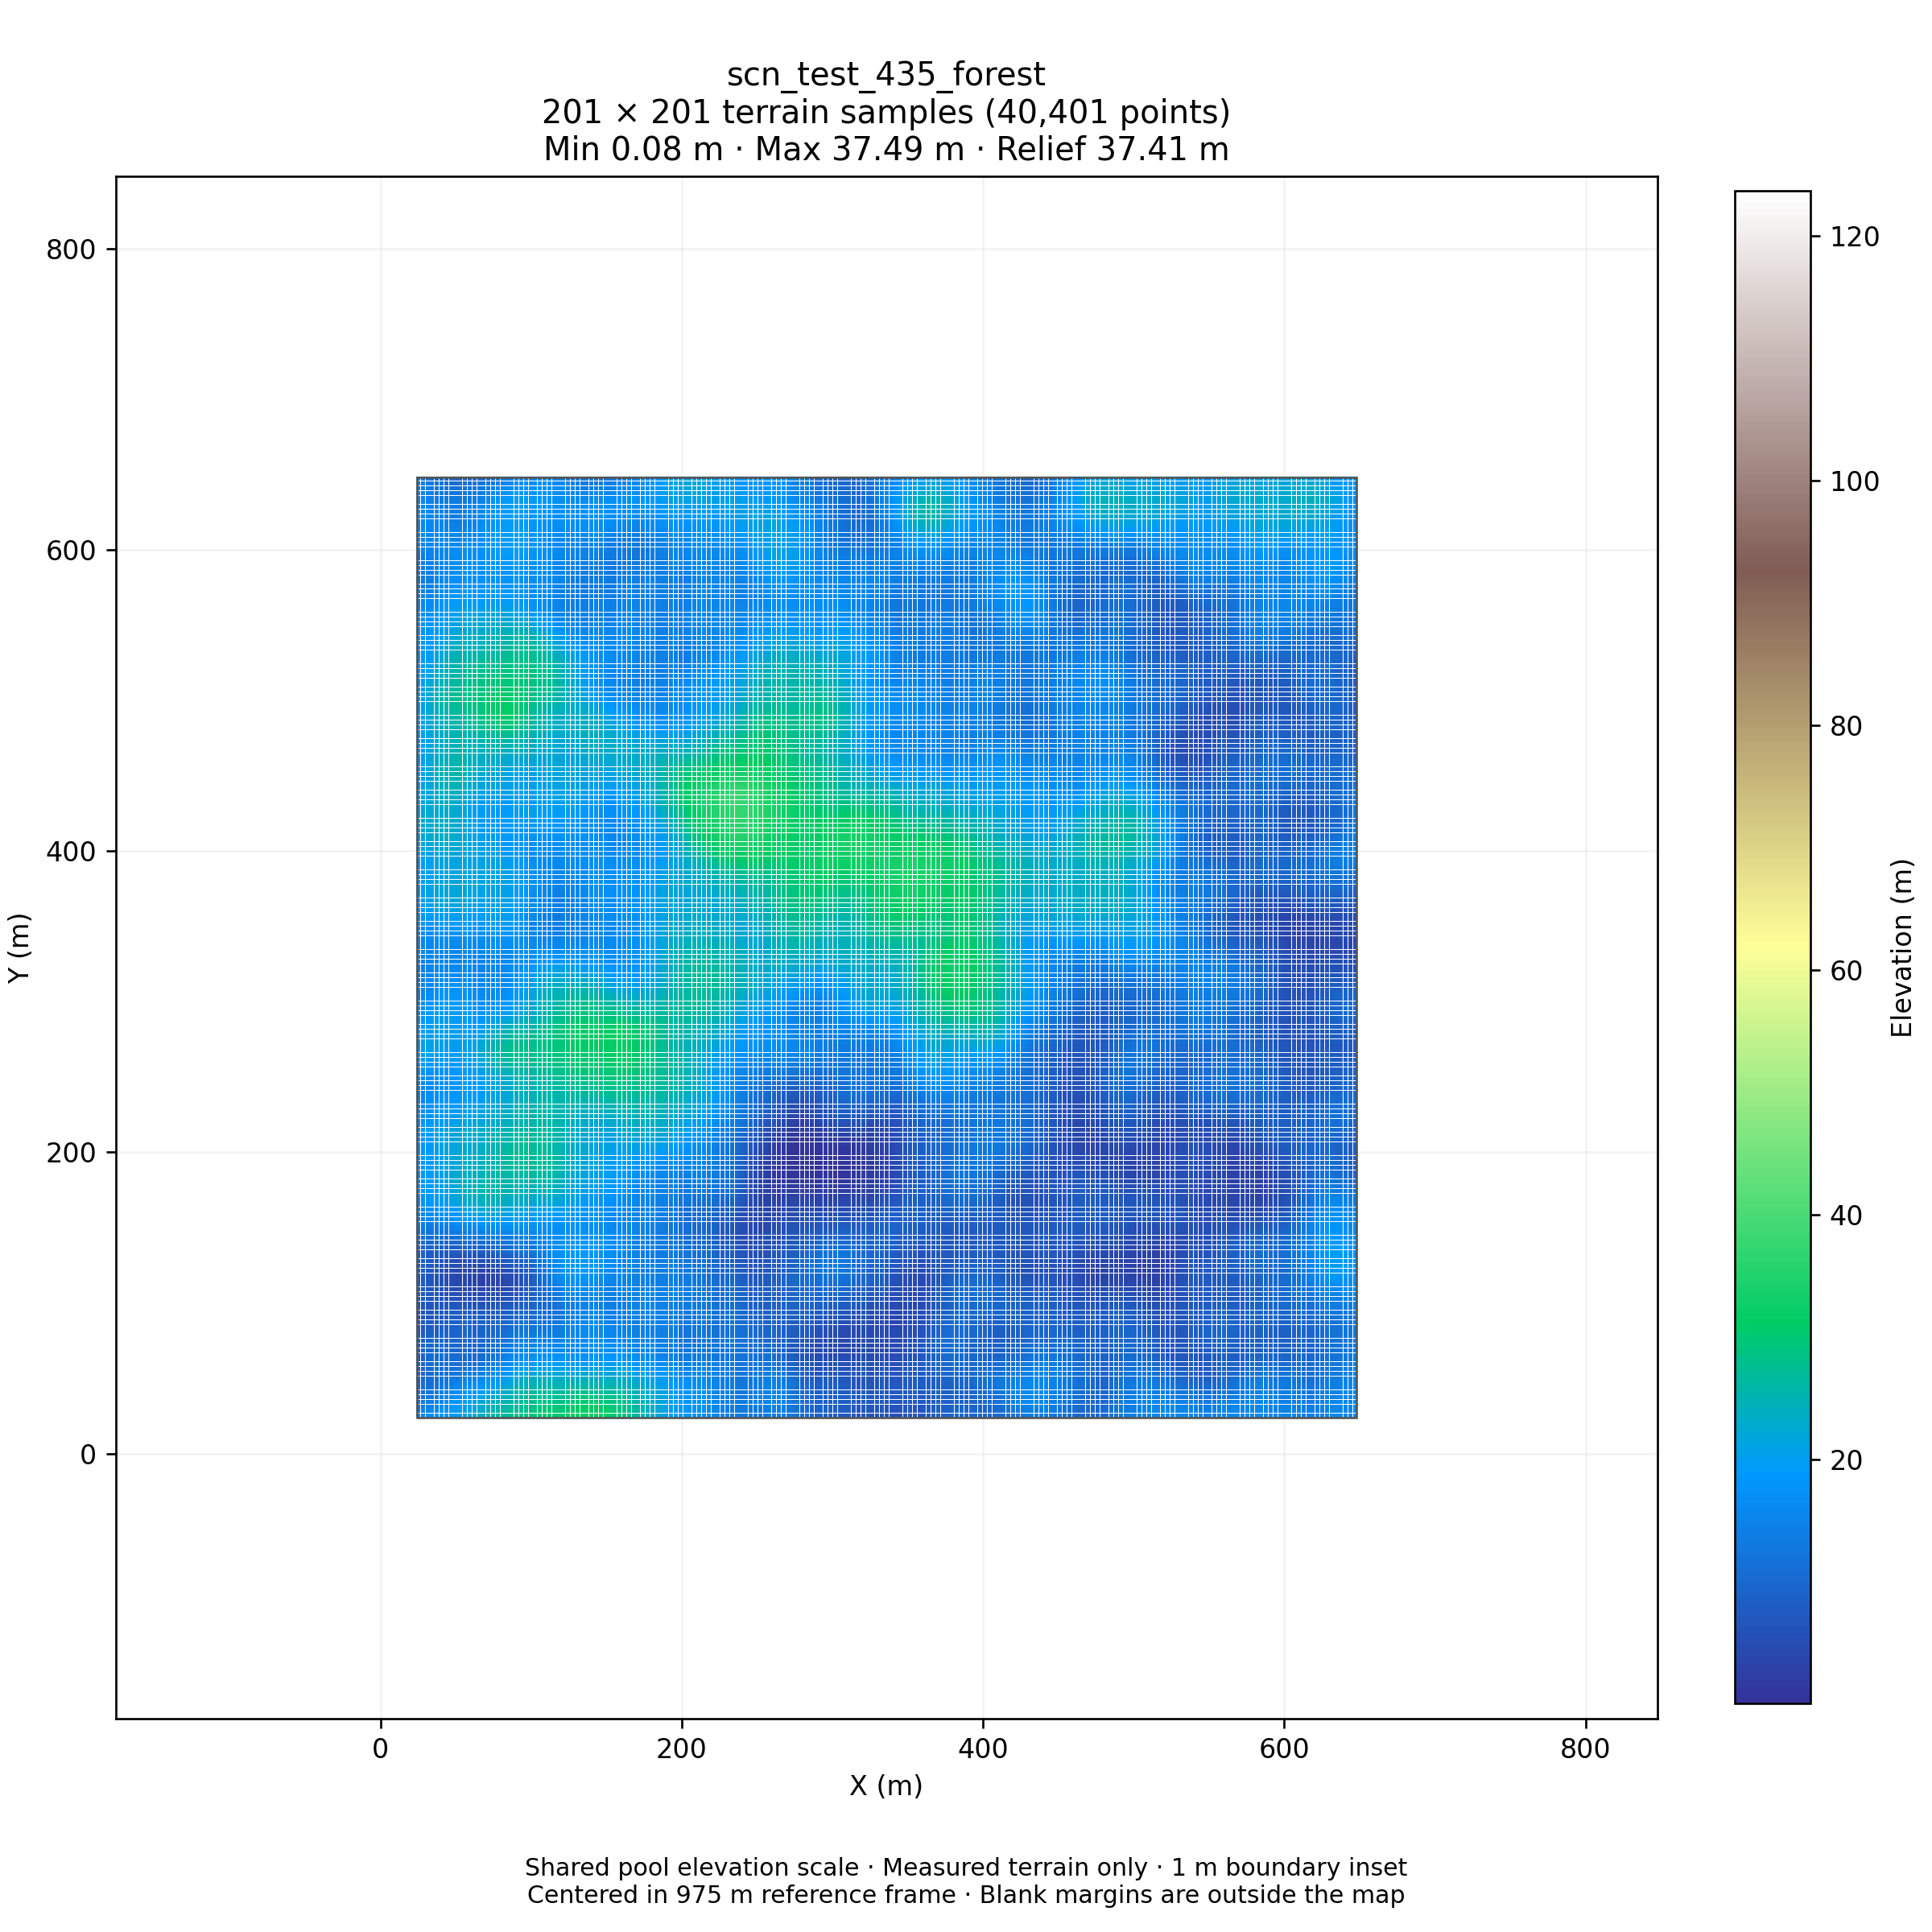 scn_test_435_forest
201 × 201 terrain samples (40,401 points)
Min 0.08 m · Max 37.49 m · Relief 37.41 m
800
600
400
200
0
Y (m)
0
200
400
600
800
X (m)
120
100
80
60
40
20
Elevation (m)
Shared pool elevation scale · Measured terrain only · 1 m boundary inset
Centered in 975 m reference frame · Blank margins are outside the map